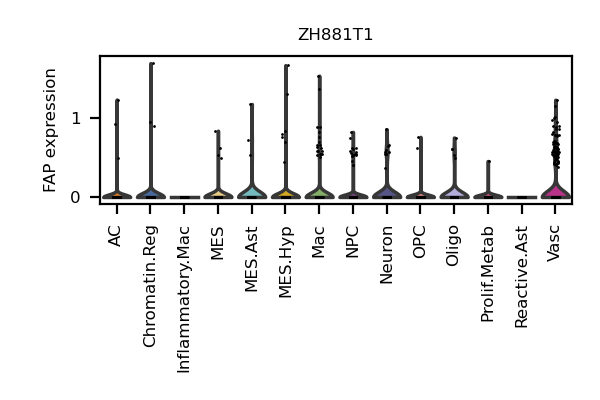 ZH881T1
FAP expression
1
0
AC
Chromatin.Reg
Inflammatory.Mac
MES
MES.Ast
MES.Hyp
Mac
NPC
Neuron
OPC
Oligo
Prolif.Metab
Reactive.Ast
Vasc